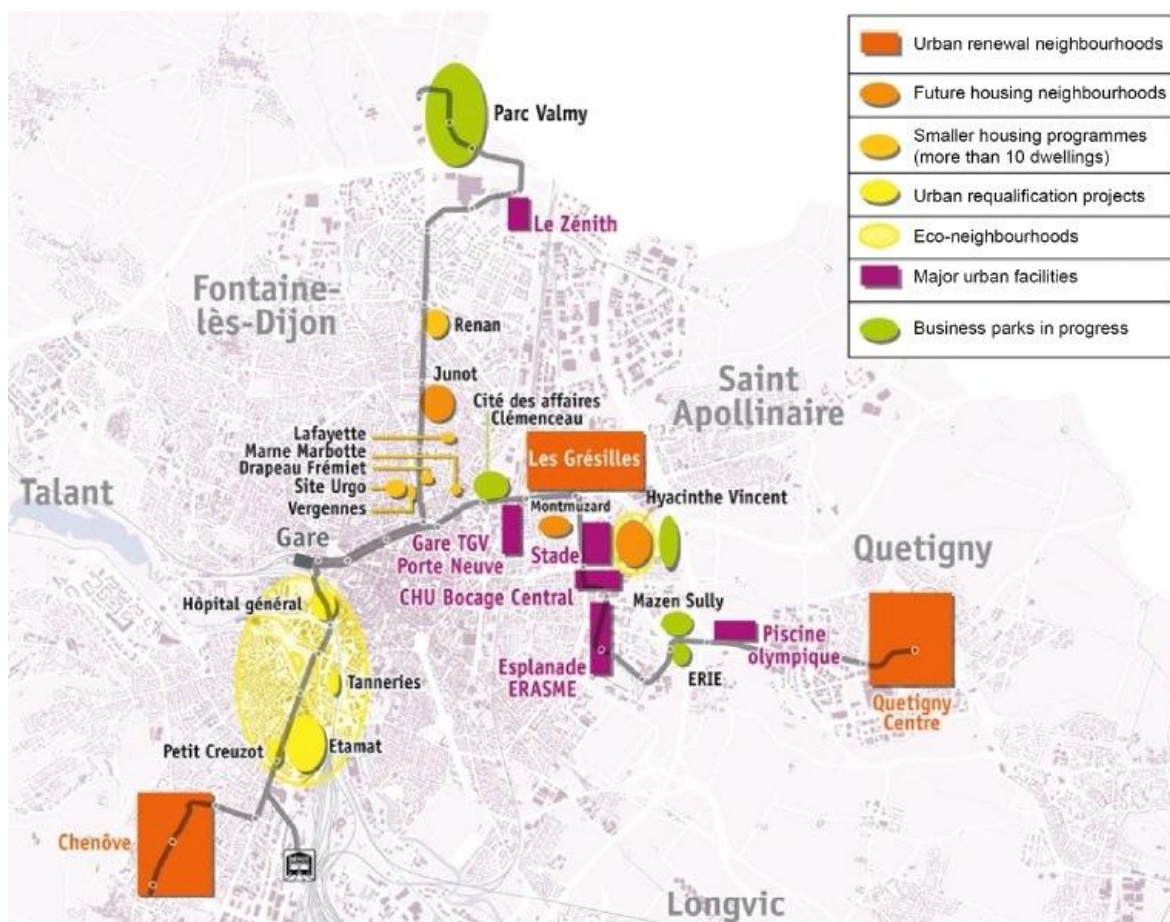 Urban renewal neighbourhoods
Future housing neighbourhoods
Smaller housing programmes
(more than 10 dwellings)
Urban requalification projects
Eco-neighbourhoods
Major urban facilities
Business parks in progress
Parc Valmy
Le Zénith
Fontaine-
lès-Dijon
Renan
Junot
Cité des affaires
Clémenceau
Saint
Apollinaire
Lafayette
Marne Marbotte
Drapeau Frémiet
Site Urgo
Vergennes
Les Grésilles
Talant
Hyacinthe Vincent
Montmuzard
Gare
Gare TGV
Porte Neuve
Stade
Quetigny
CHU Bocage Central
Hôpital général
Mazen Sully
Piscine
olympique
Esplanade
ERASME
ERIE
Tanneries
Quetigny
Centre
Petit Creuzot
Etamat
Chenôve
DÉPÔT
Longvic